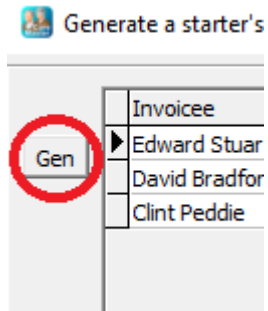 Generate a starter's
Invoicee
Gen
Edward Stuar
David Bradfor
Clint Peddie